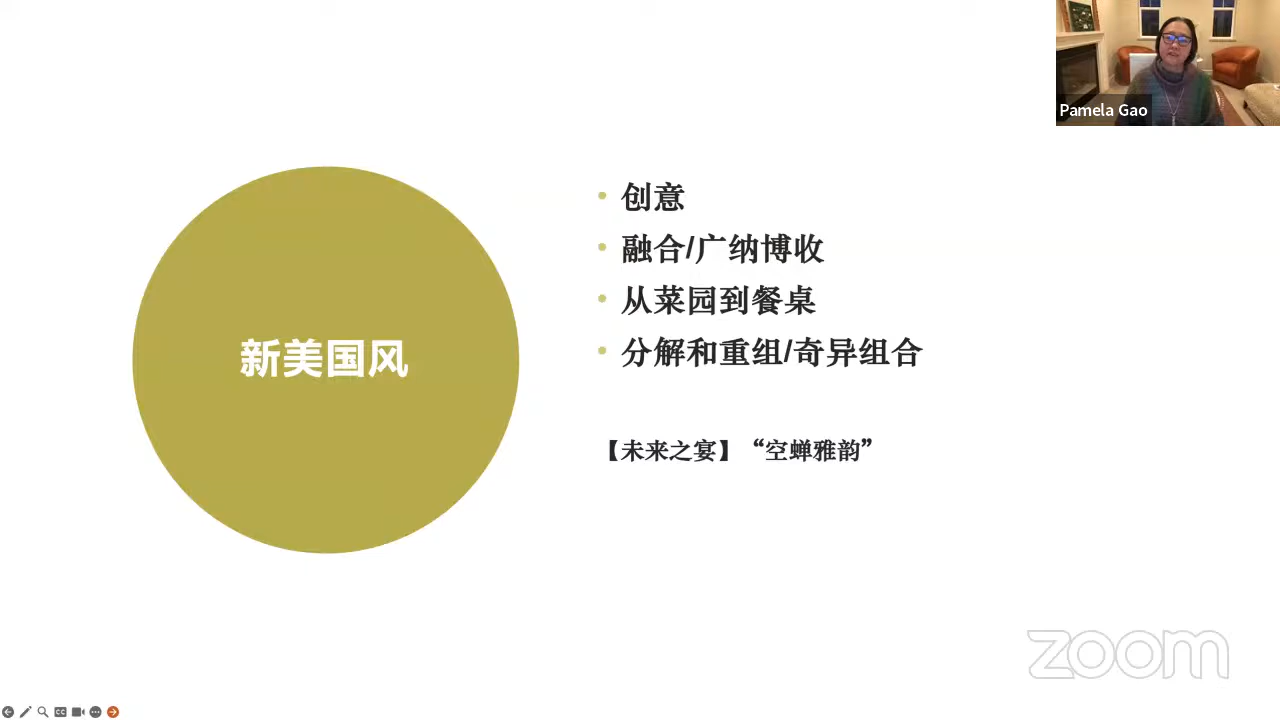 Pamela Gao
新美国风
• 创意
• 融合/广纳博收
• 从菜园到餐桌
• 分解和重组/奇异组合
【未来之宴】“空蝉雅韵”
zoom
CC